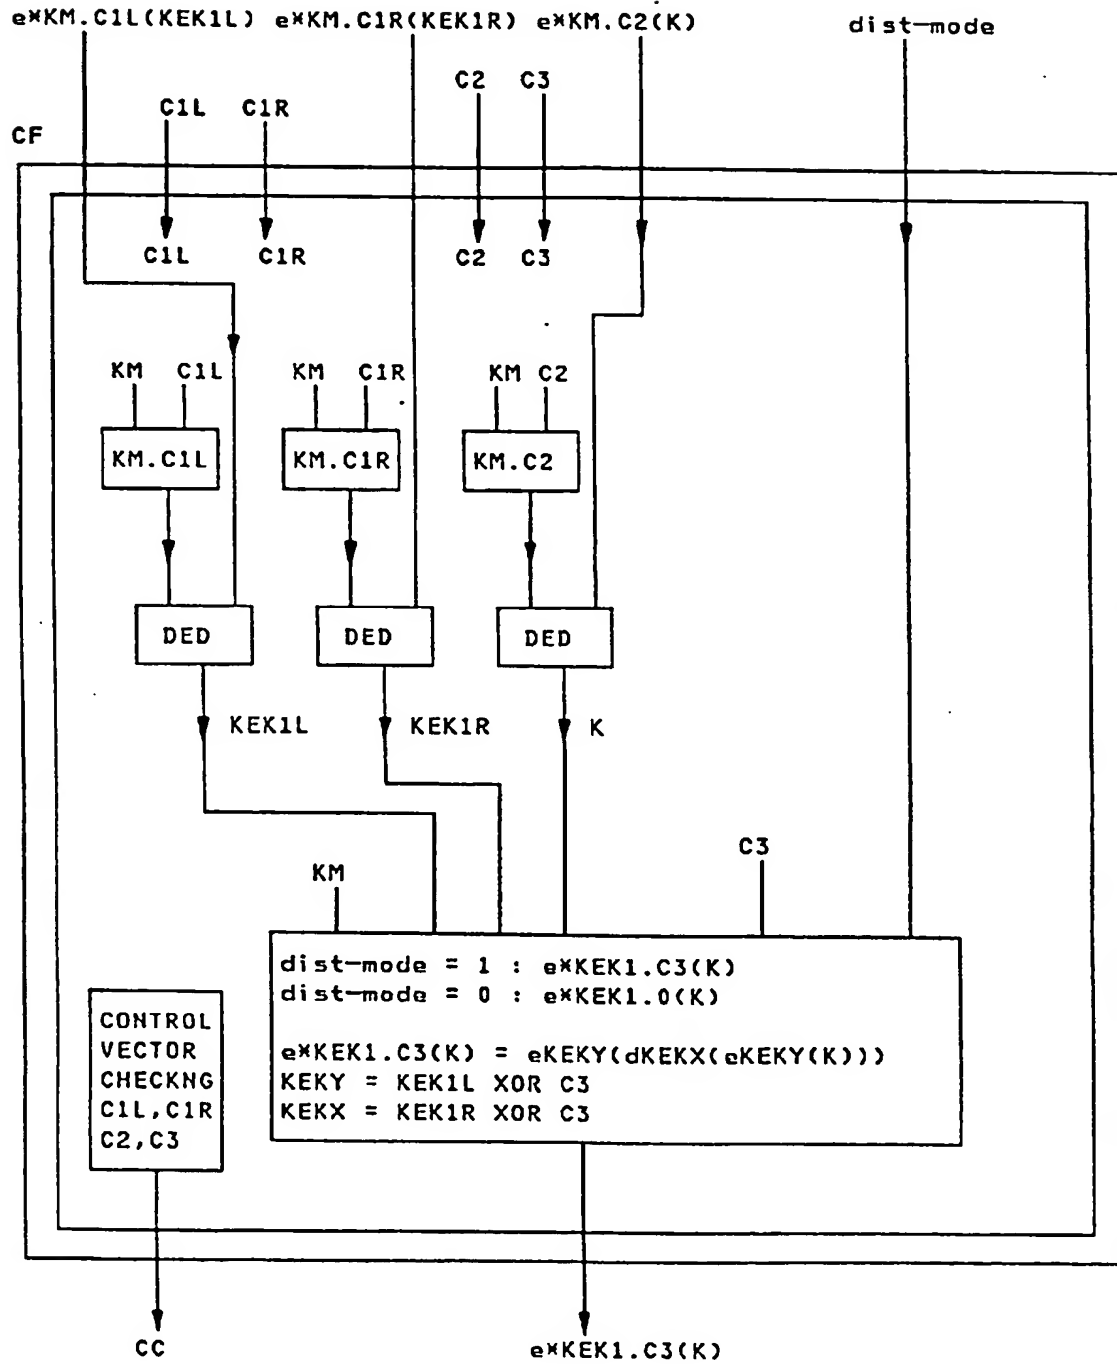 e*KM.C1L(KEK1L) e*KM.C1R(KEK1R) e*KM.C2(K) dist-mode
C2 C3
C1L C1R
CF
C1L C1R C2 C3
KM C1L KM C1R KM C2
KM.C1L KM.C1R KM.C2
DED DED DED
KEK1L KEK1R K
C3
KM
dist-mode = 1 : e*KEK1.C3(K)
dist-mode = 0 : e*KEK1.0(K)
e*KEK1.C3(K) = eKEKY(dKEKX(eKEKY(K)))
KEKY = KEK1L XOR C3
KEKX = KEK1R XOR C3
CONTROL
VECTOR
CHECKNG
C1L,C1R
C2,C3
CC e*KEK1.C3(K)